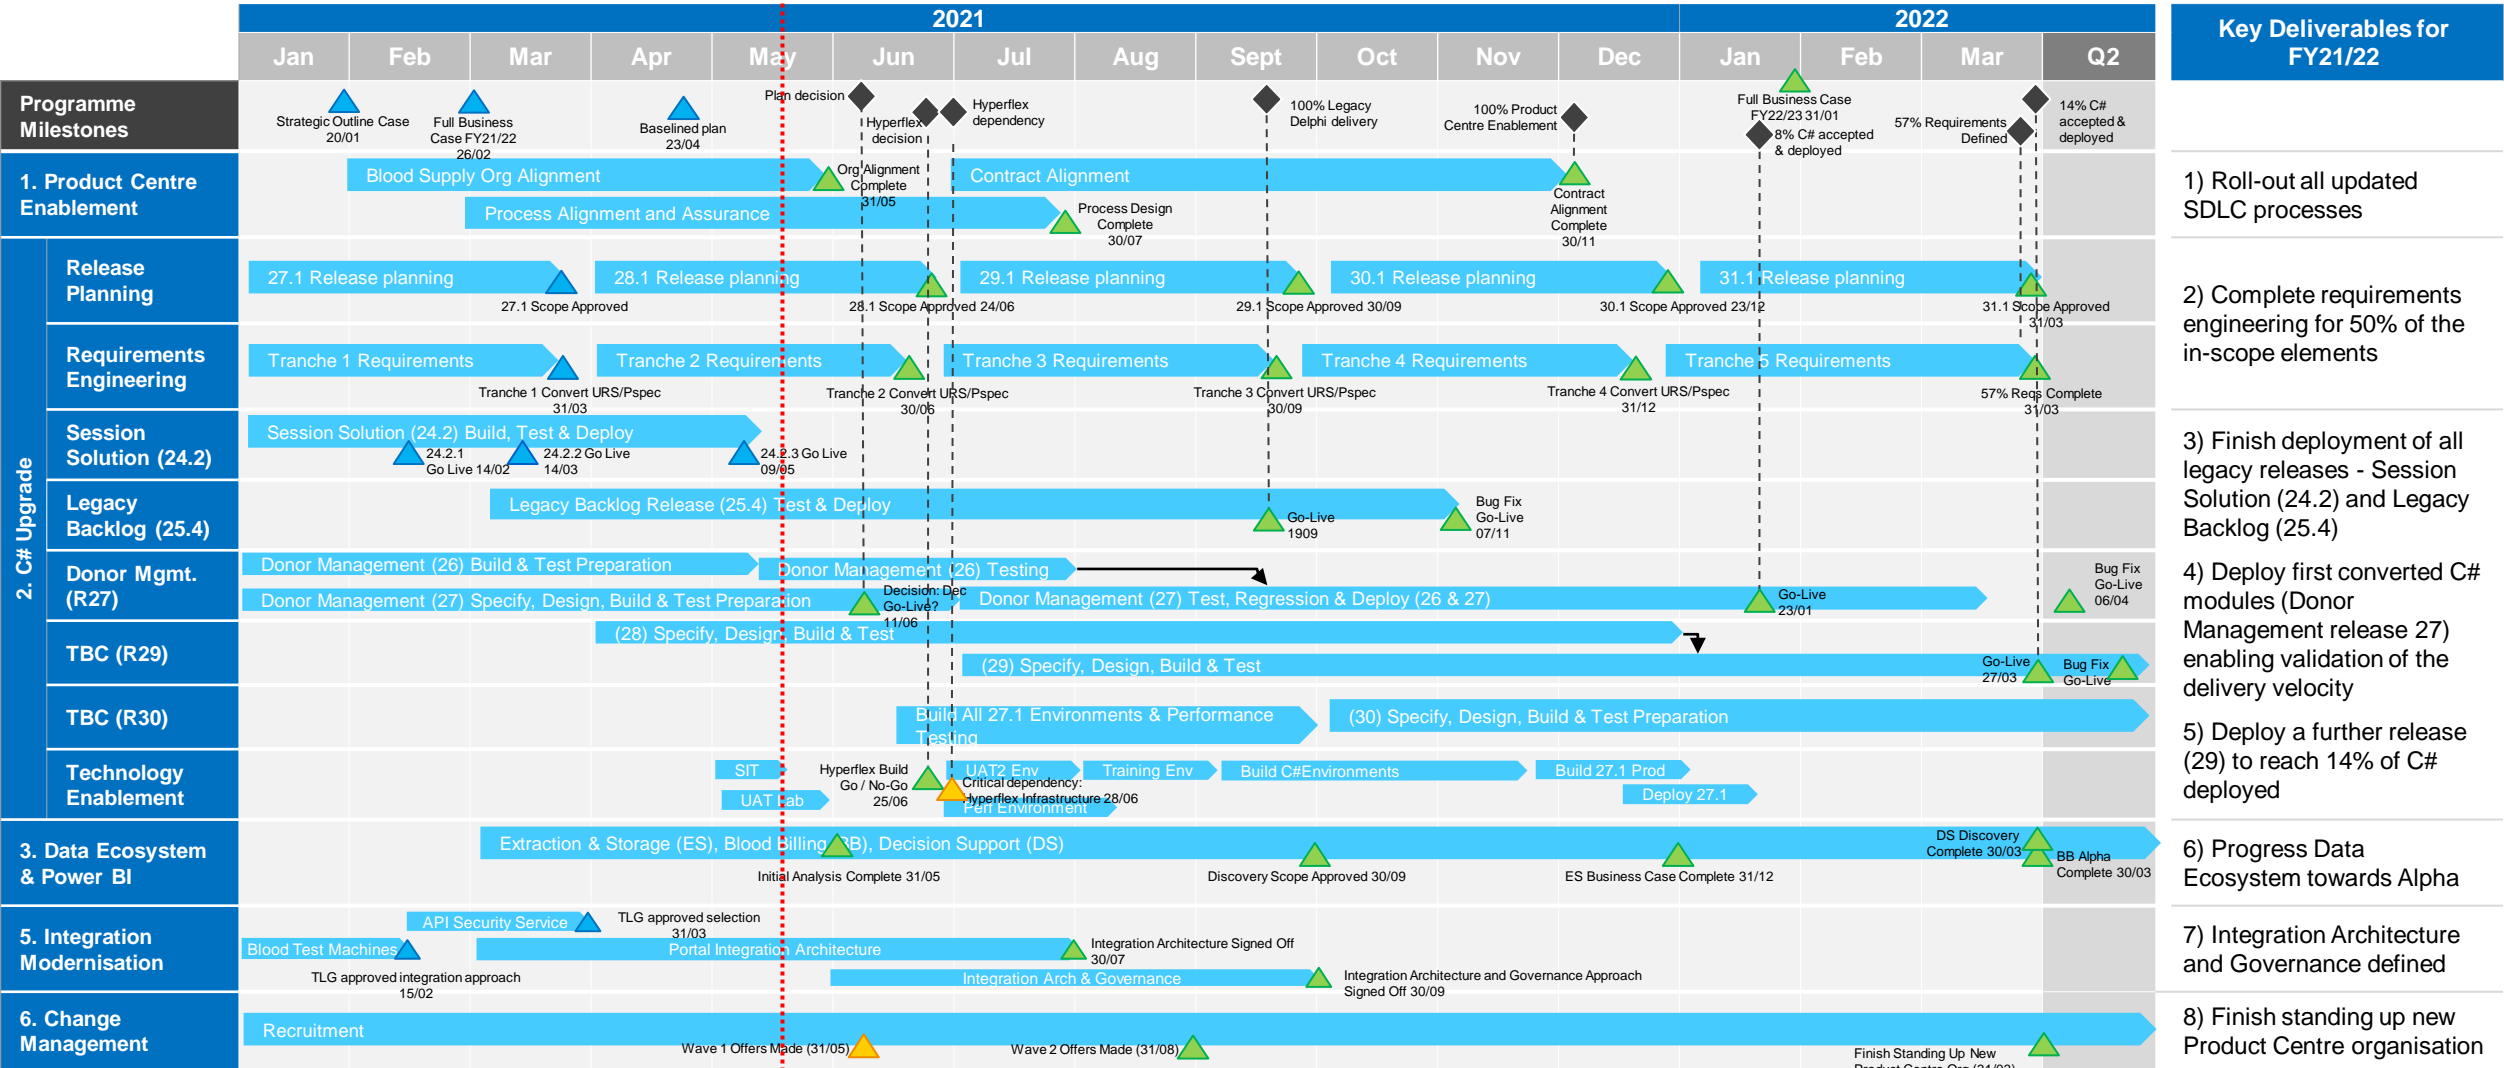 2021
2022
Jan
Feb
Mar
Apr
May
Jun
Jul
Aug
Sept
Oct
Nov
Dec
Jan
Feb
Mar
Q2
Key Deliverables for
FY21/22
Programme
Milestones
Strategic Outline Case
20/01
Full Business
Case FY21/22
26/02
Baselined plan
23/04
Plan decision
Hyperflex
decision
Hyperflex
dependency
100% Legacy
Delphi delivery
100% Product
Centre Enablement
Full Business Case
FY22/23 31/01
8% C# accepted
& deployed
57% Requirements
Defined
14% C#
accepted &
deployed
1. Product Centre
Enablement
Blood Supply Org Alignment
Org Alignment
Complete
31/05
Contract Alignment
Contract
Alignment
Complete
30/11
Process Alignment and Assurance
Process Design
Complete
30/07
1) Roll-out all updated
SDLC processes
2. C# Upgrade
Release
Planning
27.1 Release planning
28.1 Release planning
29.1 Release planning
30.1 Release planning
31.1 Release planning
27.1 Scope Approved
28.1 Scope Approved 24/06
29.1 Scope Approved 30/09
30.1 Scope Approved 23/12
31.1 Scope Approved
31/03
2) Complete requirements
engineering for 50% of the
in-scope elements
Requirements
Engineering
Tranche 1 Requirements
Tranche 2 Requirements
Tranche 3 Requirements
Tranche 4 Requirements
Tranche 5 Requirements
Tranche 1 Convert URS/Pspec
31/03
Tranche 2 Convert URS/Pspec
30/06
Tranche 3 Convert URS/Pspec
30/09
Tranche 4 Convert URS/Pspec
31/12
57% Reqs Complete
31/03
Session
Solution (24.2)
Session Solution (24.2) Build, Test & Deploy
24.2.1
Go Live 14/02
24.2.2 Go Live
14/03
24.2.3 Go Live
09/05
3) Finish deployment of all
legacy releases - Session
Solution (24.2) and Legacy
Backlog (25.4)
Legacy
Backlog (25.4)
Legacy Backlog Release (25.4) Test & Deploy
Go-Live
1909
Bug Fix
Go-Live
07/11
Donor Mgmt.
(R27)
Donor Management (26) Build & Test Preparation
Donor Management (26) Testing
Donor Management (27) Specify, Design, Build & Test Preparation
Decision: Dec
Go-Live?
11/06
Donor Management (27) Test, Regression & Deploy (26 & 27)
Go-Live
23/01
Bug Fix
Go-Live
06/04
4) Deploy first converted C#
modules (Donor
Management release 27)
enabling validation of the
delivery velocity
TBC (R29)
(28) Specify, Design, Build & Test
(29) Specify, Design, Build & Test
Go-Live
27/03
Bug Fix
Go-Live
TBC (R30)
Build All 27.1 Environments & Performance
Testing
(30) Specify, Design, Build & Test Preparation
5) Deploy a further release
(29) to reach 14% of C#
deployed
Technology
Enablement
SIT
UAT Lab
Hyperflex Build
Go / No-Go
25/06
UAT2 Env
Training Env
Build C#Environments
Build 27.1 Prod
Critical dependency:
Hyperflex Infrastructure 28/06
Perf Environment
Deploy 27.1
3. Data Ecosystem
& Power BI
Extraction & Storage (ES), Blood Billing (BB), Decision Support (DS)
Initial Analysis Complete 31/05
Discovery Scope Approved 30/09
ES Business Case Complete 31/12
DS Discovery
Complete 30/03
BB Alpha
Complete 30/03
6) Progress Data
Ecosystem towards Alpha
5. Integration
Modernisation
API Security Service
TLG approved selection
31/03
Blood Test Machines
Portal Integration Architecture
Integration Architecture Signed Off
30/07
TLG approved integration approach
15/02
Integration Arch & Governance
Integration Architecture and Governance Approach
Signed Off 30/09
7) Integration Architecture
and Governance defined
6. Change
Management
Recruitment
Wave 1 Offers Made (31/05)
Wave 2 Offers Made (31/08)
Finish Standing Up New
Product Centre Org (31/03)
8) Finish standing up new
Product Centre organisation